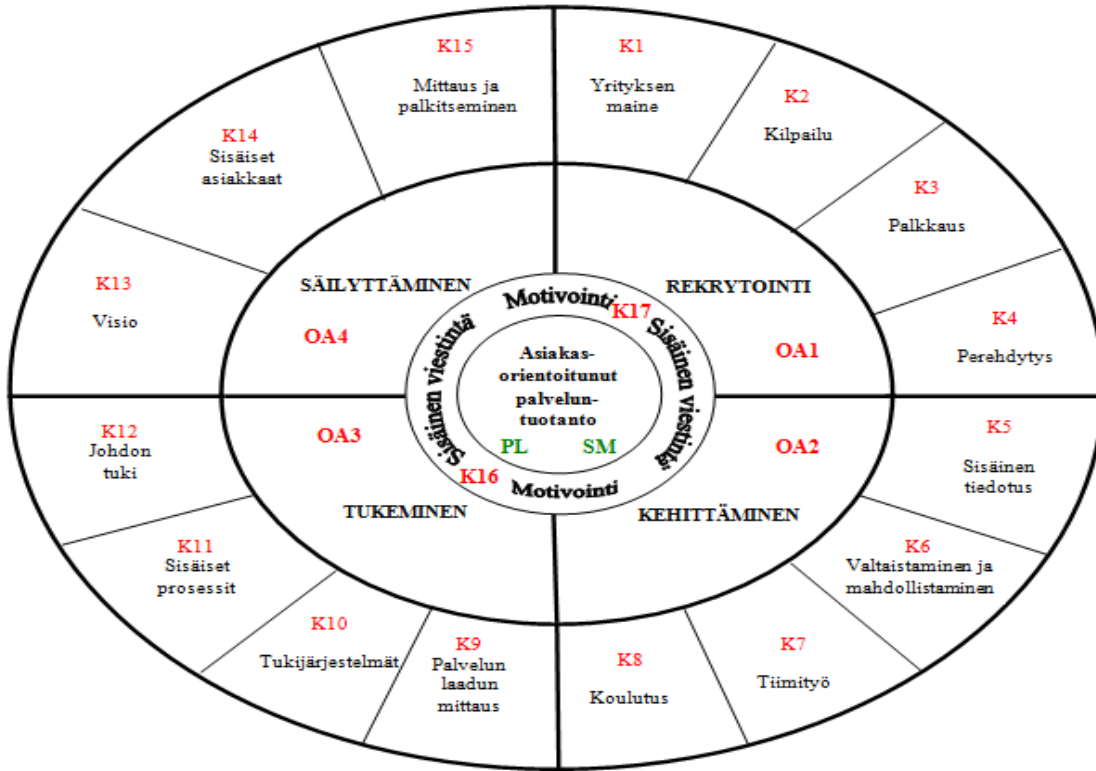 K1
Yrityksen
maine
K2
Kilpailu
K3
Palkkaus
K4
Perehdytys
K5
Sisäinen
tiedotus
K6
Valtaistaminen ja
mahdollistaminen
K7
Tiimityö
K8
Koulutus
K9
Palvelun
laadun
mittaus
K10
Tukijärjestelmät
K11
Sisäiset
prosessit
K12
Johdon
tuki
K13
Visio
K14
Sisäiset
asiakkaat
K15
Mittaus ja
palkitseminen
REKRYTOINTI
OA1
OA2
KEHITTÄMINEN
OA3
TUKEMINEN
SÄILYTTÄMINEN
OA4
Motivointi
K17
Sisäinen viestintä
Motivointi
K16
Sisäinen viestintä
Asiakas-
orientoitunut
palvelun-
tuotanto
PL SM